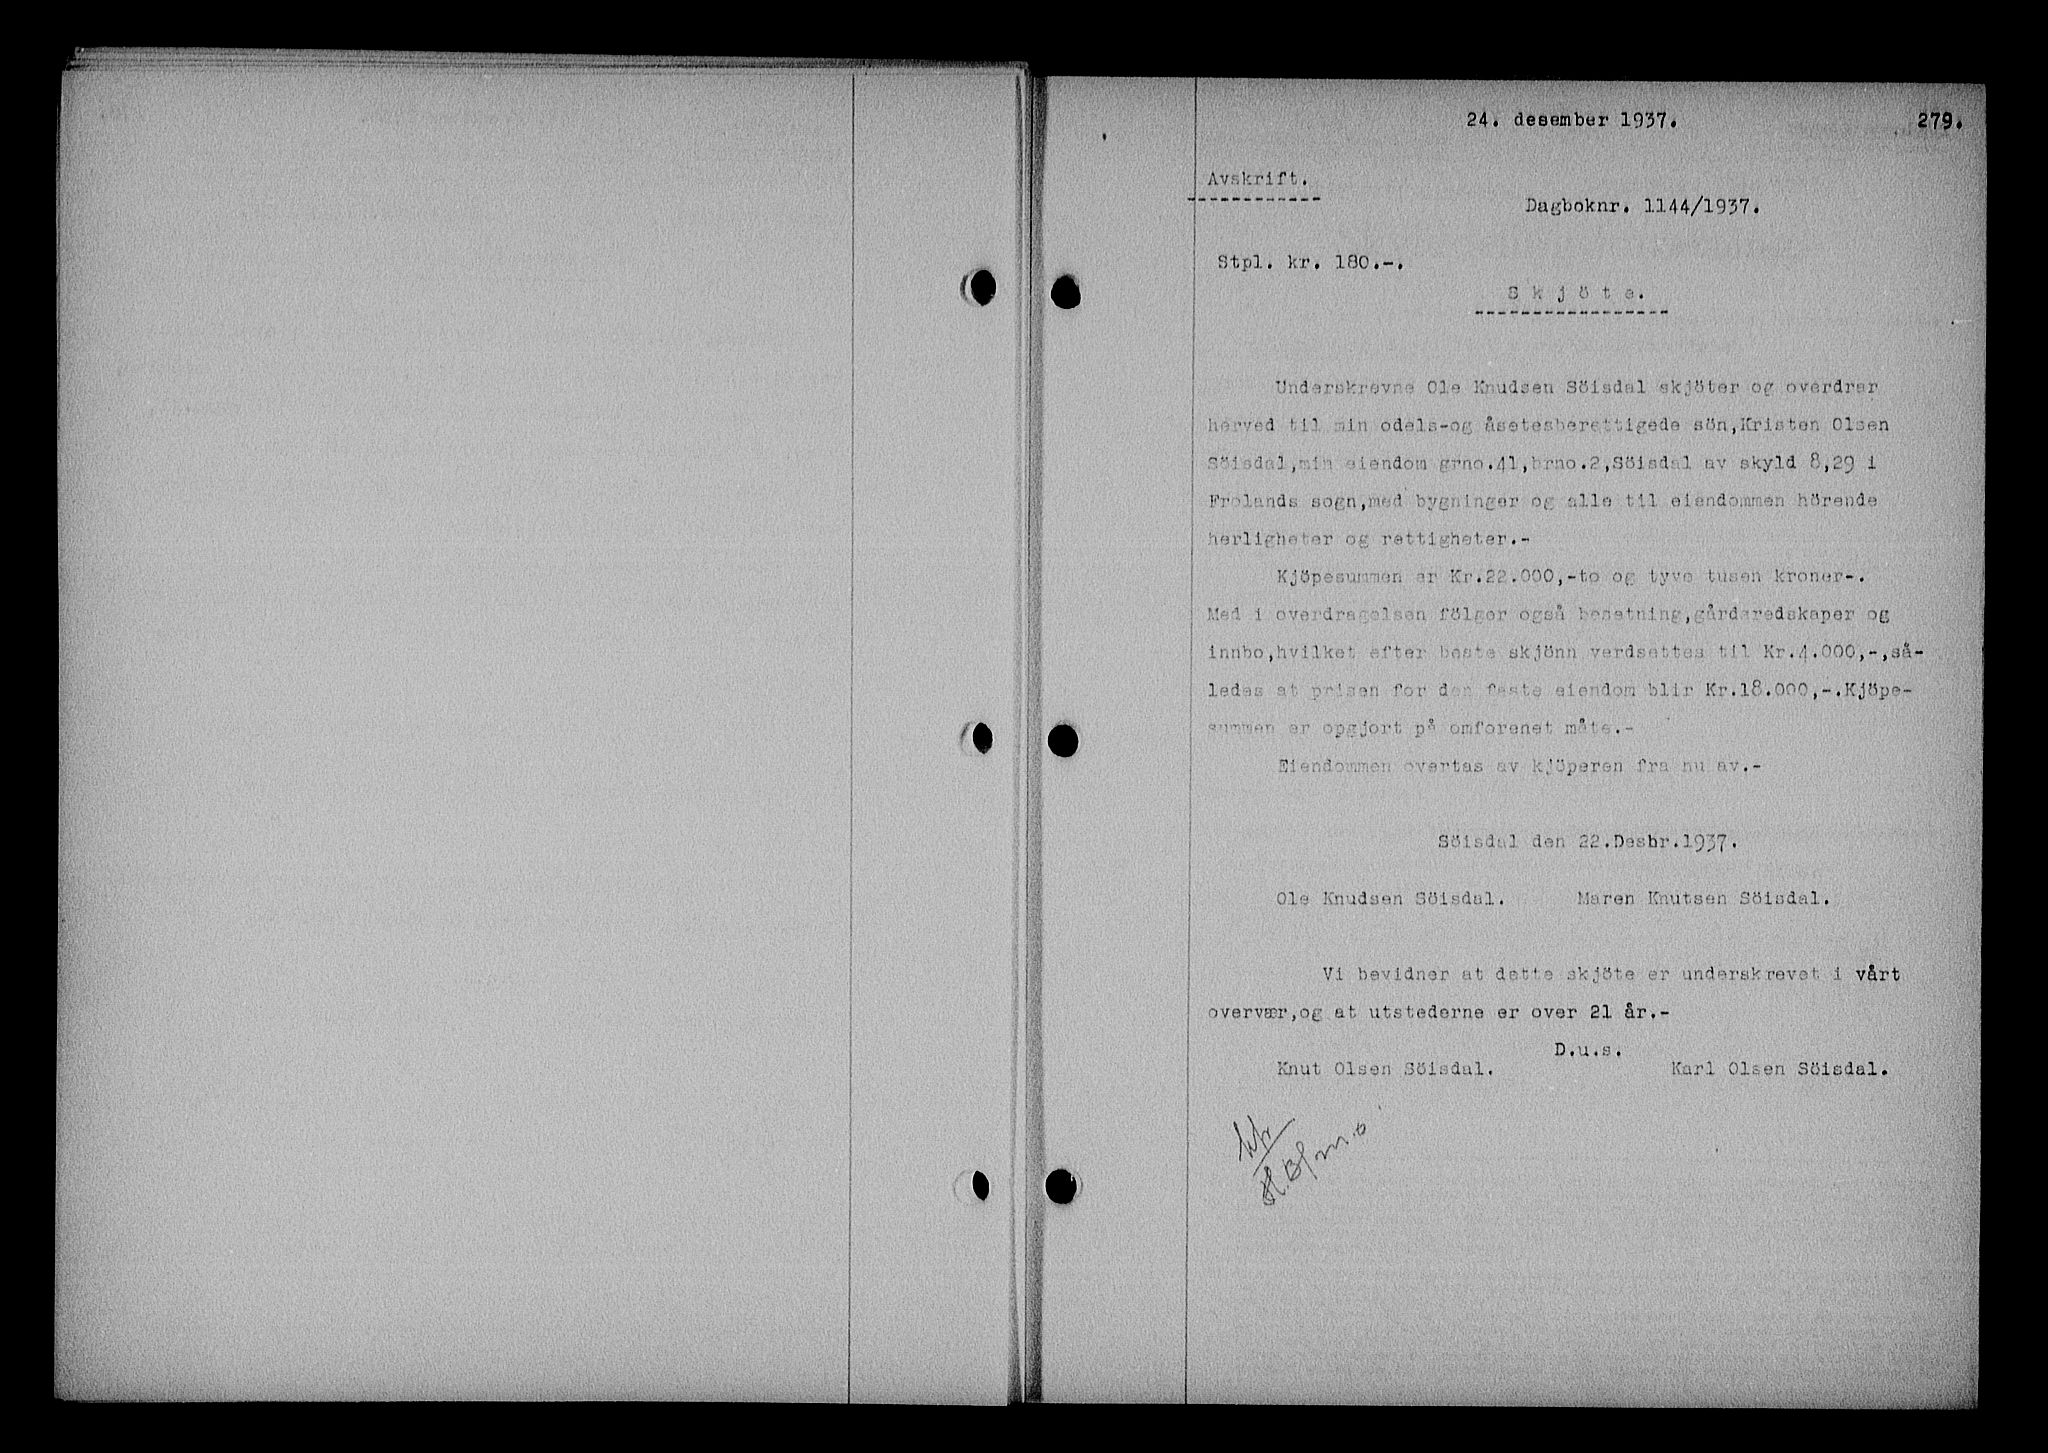 24. desember 1937.
279.
Avskrift.
Dagboknr. 1144/1937.
Stpl. kr. 180.-.
S k j ö t e.
Underskrevne Ole Knudsen Söisdal skjöter og overdrar
herved til min odels-og åsetesberettigede sön,Kristen Olsen
Söisdal,min eiendom grno.41,brno.2,Söisdal av skyld 8,29 i
Frolands sogn,med bygninger og alle til eiendommen hörende
herligheter og rettigheter.-
Kjöpesummen er Kr.22.000,-to og tyve tusen kroner-.
Med i overdragelsen fölger også besetning,gårdsredskaper og
innbo,hvilket efter beste skjönn verdsettes til Kr.4.000,-,så-
ledes at prisen for den faste eiendom blir Kr.18.000,-.Kjöpe-
summen er opgjort på omforenet måte.-
Eiendommen overtas av kjöperen fra nu av.-
Söisdal den 22.Desbr.1937.
Ole Knudsen Söisdal. Maren Knutsen Söisdal.
Vi bevidner at dette skjöte er underskrevet i vårt
overvær,og at utstederne er over 21 år.-
D.u.s.
Knut Olsen Söisdal. Karl Olsen Söisdal.